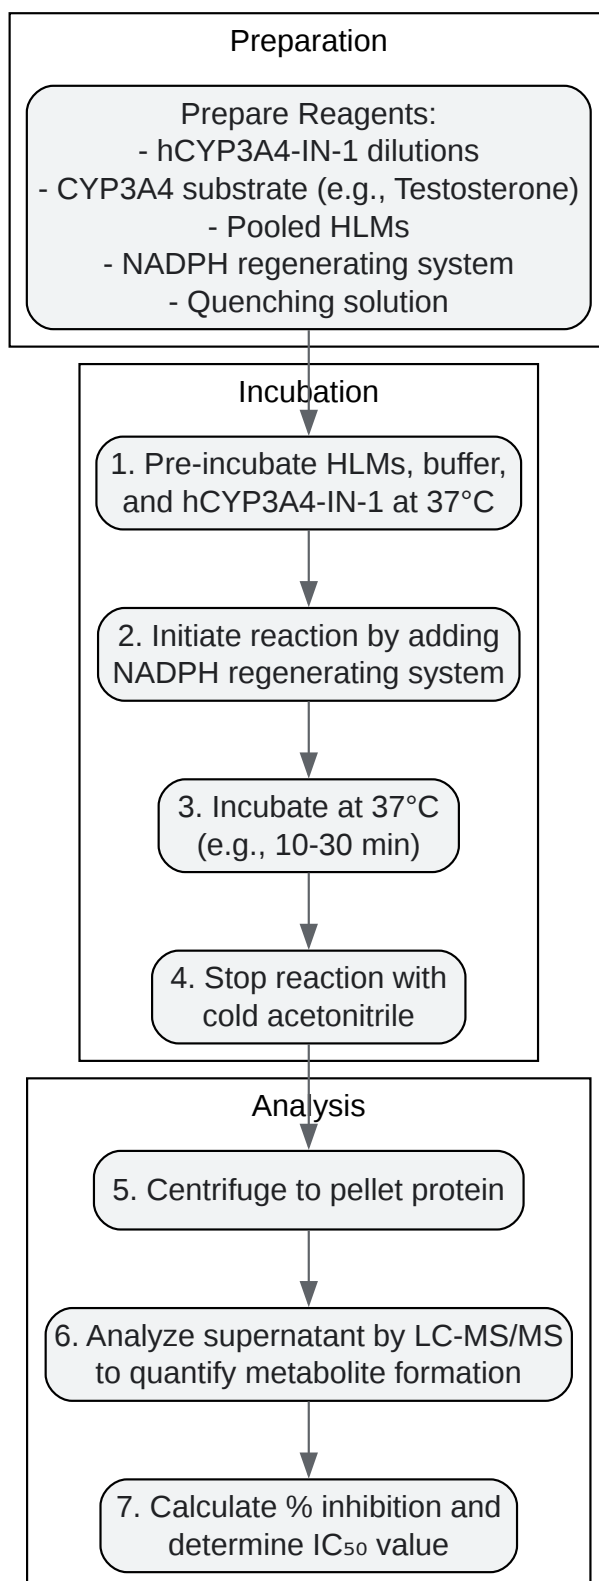 Preparation
Prepare Reagents:
- hCYP3A4-IN-1 dilutions
- CYP3A4 substrate (e.g., Testosterone)
- Pooled HLMs
- NADPH regenerating system
- Quenching solution
Incubation
1. Pre-incubate HLMs, buffer,
and hCYP3A4-IN-1 at 37°C
2. Initiate reaction by adding
NADPH regenerating system
3. Incubate at 37°C
(e.g., 10-30 min)
4. Stop reaction with
cold acetonitrile
Analysis
5. Centrifuge to pellet protein
6. Analyze supernatant by LC-MS/MS
to quantify metabolite formation
7. Calculate % inhibition and
determine IC₅₀ value